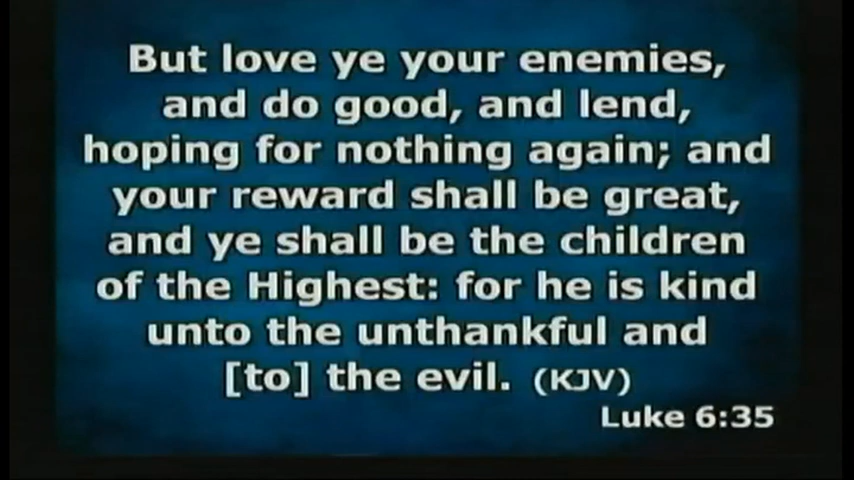 But love ye your enemies,
and do good, and lend,
hoping for nothing again; and
your reward shall be great,
and ye shall be the children
of the Highest: for he is kind
unto the unthankful and
[to] the evil. (KJV)
Luke 6:35